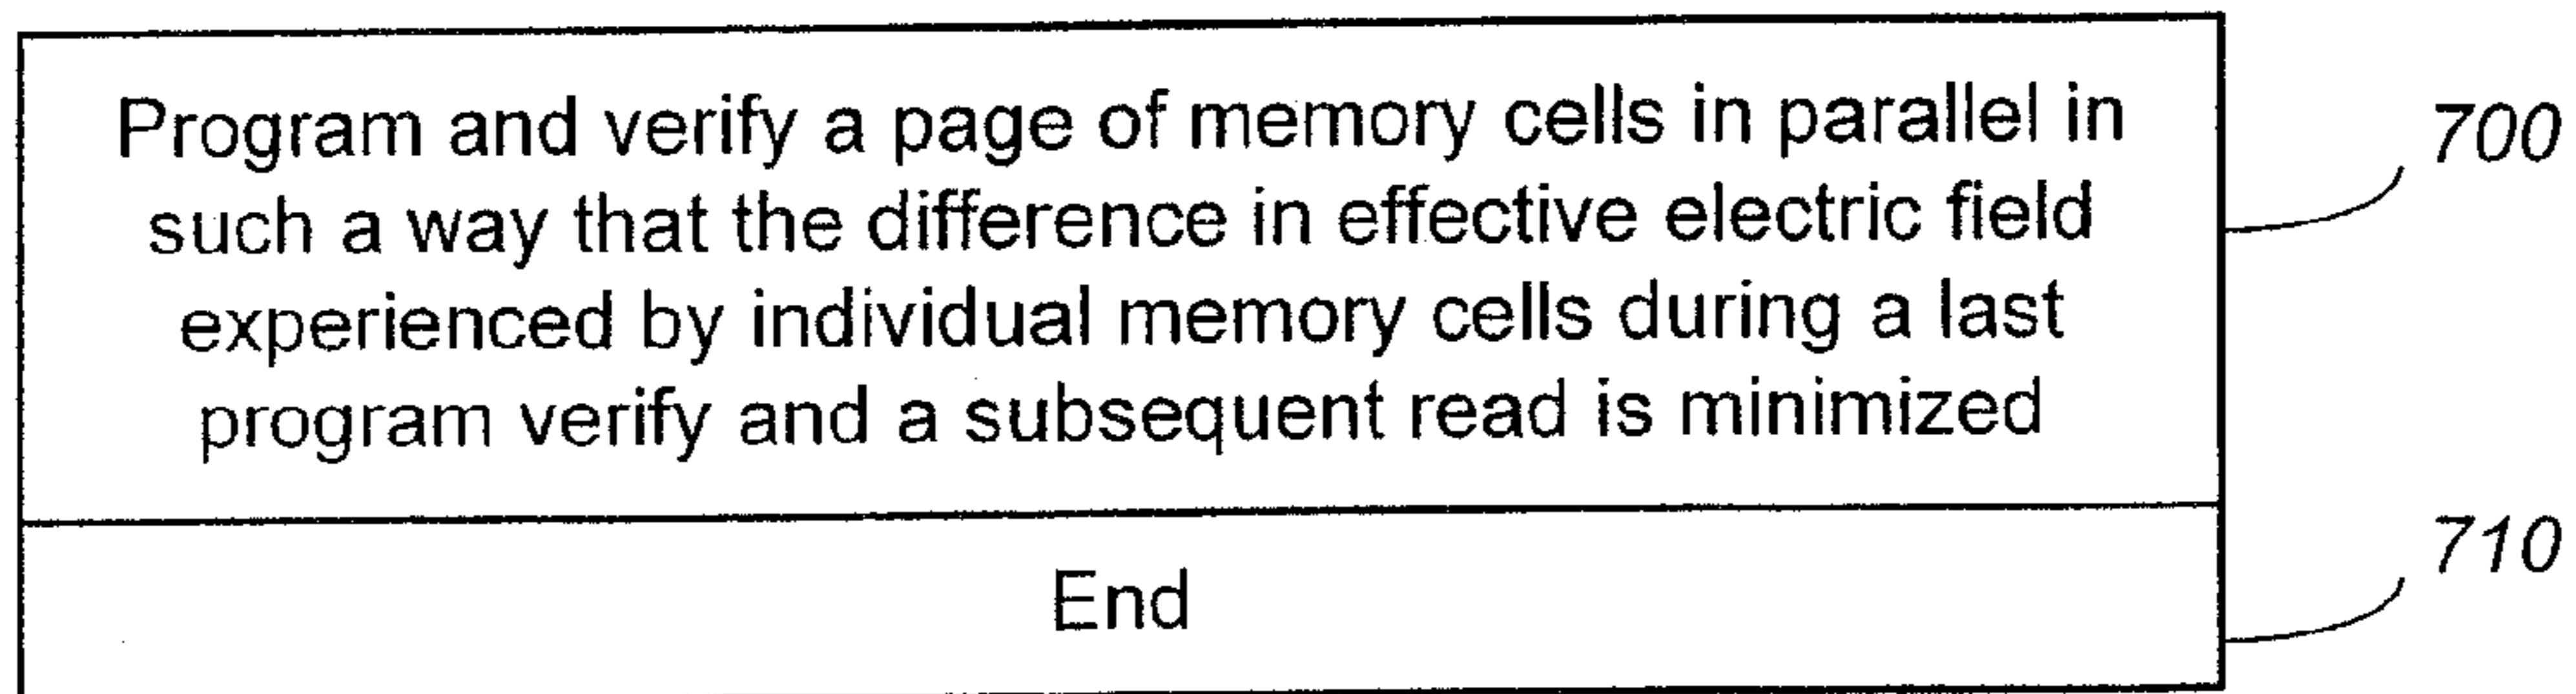 Program and verify a page of memory cells in parallel in
such a way that the difference in effective electric field
experienced by individual memory cells during a last
program verify and a subsequent read is minimized
700
End
710